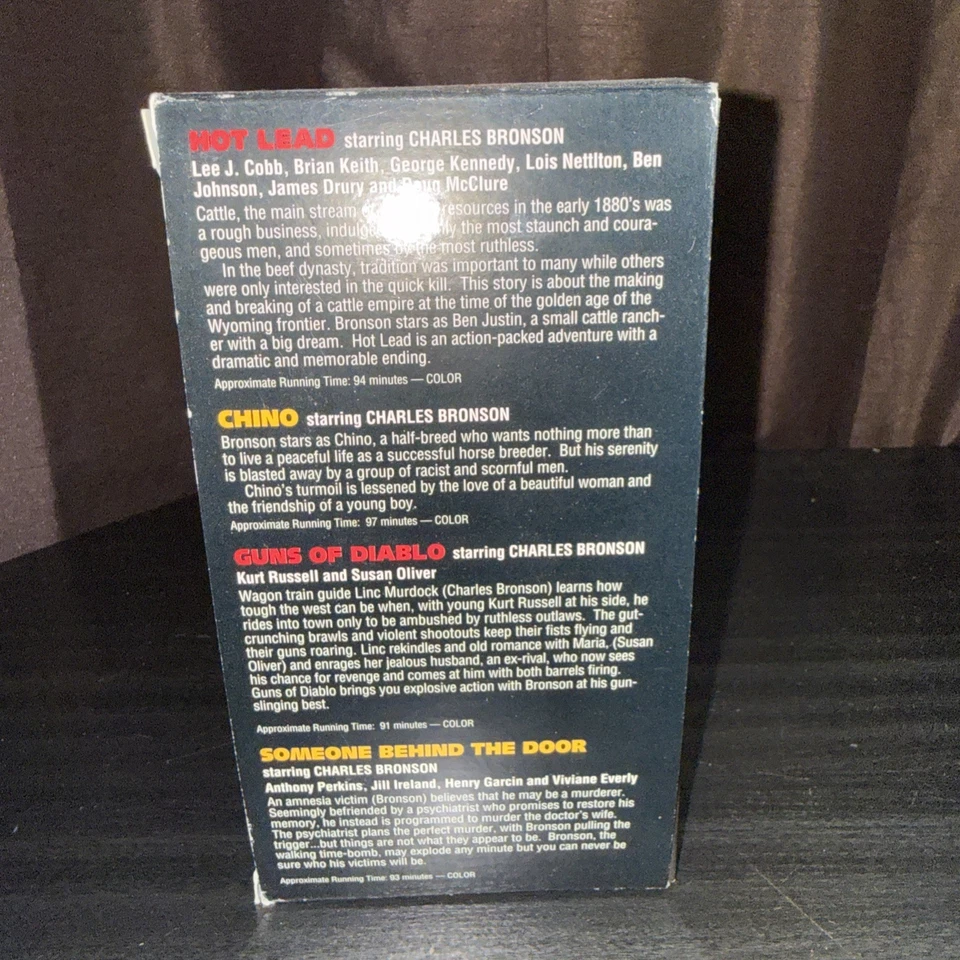 HOT LEAD starring CHARLES BRONSON
Lee J. Cobb, Brian Keith, George Kennedy, Lois Nettlton, Ben
Johnson, James Drury and Doug McClure
Cattle, the main stream resources in the early 1880's was
a rough business, the most staunch and coura-
geous men, and sometimes by the most ruthless.
In the beef dynasty, tradition was important to many while others
were only interested in the quick kill. This story is about the making
and breaking of a cattle empire at the time of the golden age of the
Wyoming frontier. Bronson stars as Ben Justin, a small cattle ranch-
er with a big dream. Hot Lead is an action-packed adventure with a
dramatic and memorable ending.
Approximate Running Time: 94 minutes — COLOR
CHINO starring CHARLES BRONSON
Bronson stars as Chino, a half-breed who wants nothing more than
to live a peaceful life as a successful horse breeder. But his serenity
is blasted away by a group of racist and scornful men.
Chino's turmoil is lessened by the love of a beautiful woman and
the friendship of a young boy.
Approximate Running Time: 97 minutes — COLOR
GUNS OF DIABLO starring CHARLES BRONSON
Kurt Russell and Susan Oliver
Wagon train guide Linc Murdock (Charles Bronson) learns how
tough the west can be when, with young Kurt Russell at his side, he
rides into town only to be ambushed by ruthless outlaws. The gut-
crunching brawls and violent shootouts keep their fists flying and
their guns roaring. Linc rekindles and old romance with Maria, (Susan
Oliver) and enrages her jealous husband, an ex-rival, who now sees
his chance for revenge and comes at him with both barrels firing.
Guns of Diablo brings you explosive action with Bronson at his gun-
slinging best.
Approximate Running Time: 91 minutes — COLOR
SOMEONE BEHIND THE DOOR
starring CHARLES BRONSON
Anthony Perkins, Jill Ireland, Henry Garcin and Viviane Everly
An amnesia victim (Bronson) believes that he may be a murderer.
Seemingly befriended by a psychiatrist who promises to restore his
memory, he instead is programmed to murder the doctor's wife.
The psychiatrist plans the perfect murder, with Bronson pulling the
trigger...but things are not what they appear to be. Bronson, the
walking time-bomb, may explode any minute but you can never be
sure who his victims will be.
Approximate Running Time: 93 minutes — COLOR